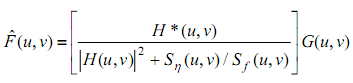 F̂(u,v) = [ H*(u,v) / ( |H(u,v)|² + S_η(u,v) / S_f(u,v) ) ] G(u,v)